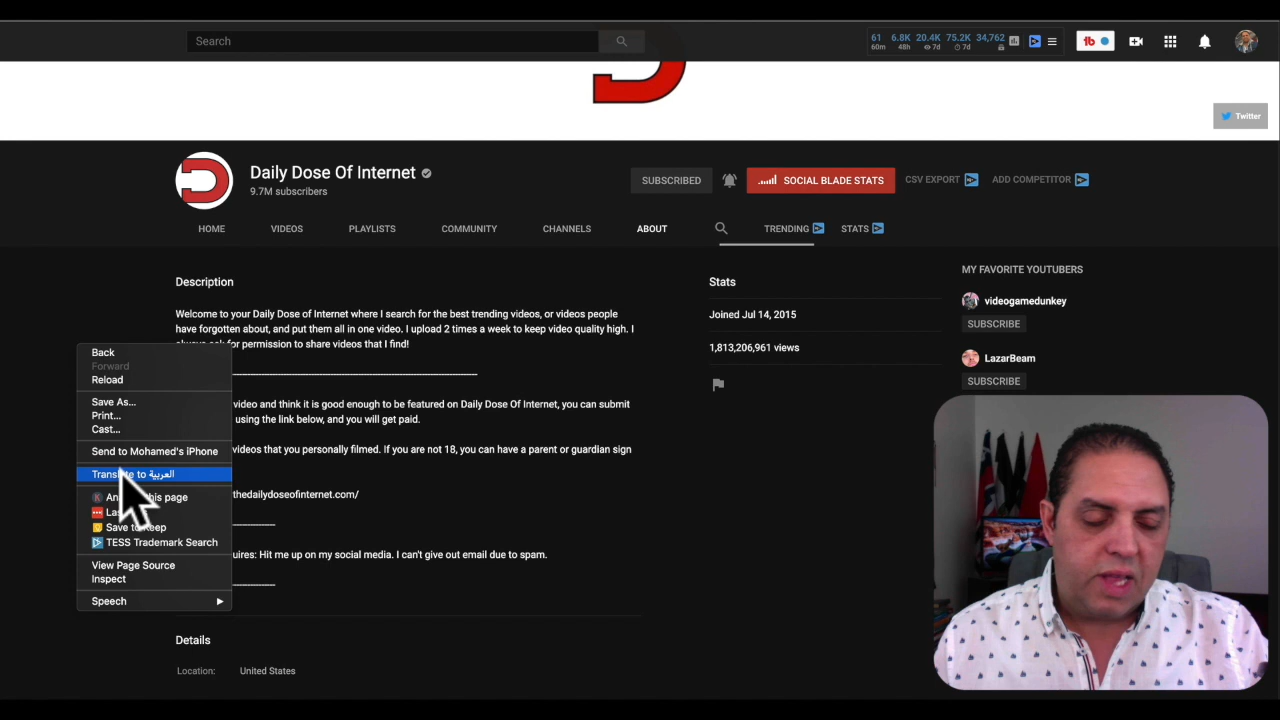 Search
61 6.8K 20.4K 75.2K 34,762
60m 48h 7d 7d
Twitter
Daily Dose Of Internet
9.7M subscribers
SUBSCRIBED
SOCIAL BLADE STATS
CSV EXPORT
ADD COMPETITOR
HOME VIDEOS PLAYLISTS COMMUNITY CHANNELS ABOUT TRENDING STATS
Description
Welcome to your Daily Dose of Internet where I search for the best trending videos, or videos people
have forgotten about, and put them all in one video. I upload 2 times a week to keep video quality high. I
for permission to share videos that I find!
video and think it is good enough to be featured on Daily Dose Of Internet, you can submit
using the link below, and you will get paid.
videos that you personally filmed. If you are not 18, you can have a parent or guardian sign
thedailydoseofinternet.com/
Hit me up on my social media. I can't give out email due to spam.
Details
Location: United States
Stats
Joined Jul 14, 2015
1,813,206,961 views
MY FAVORITE YOUTUBERS
videogamedunkey
SUBSCRIBE
LazarBeam
SUBSCRIBE
Back
Forward
Reload
Save As...
Print...
Cast...
Send to Mohamed's iPhone
to العربية
this page
Save to Keep
TESS Trademark Search
View Page Source
Inspect
Speech